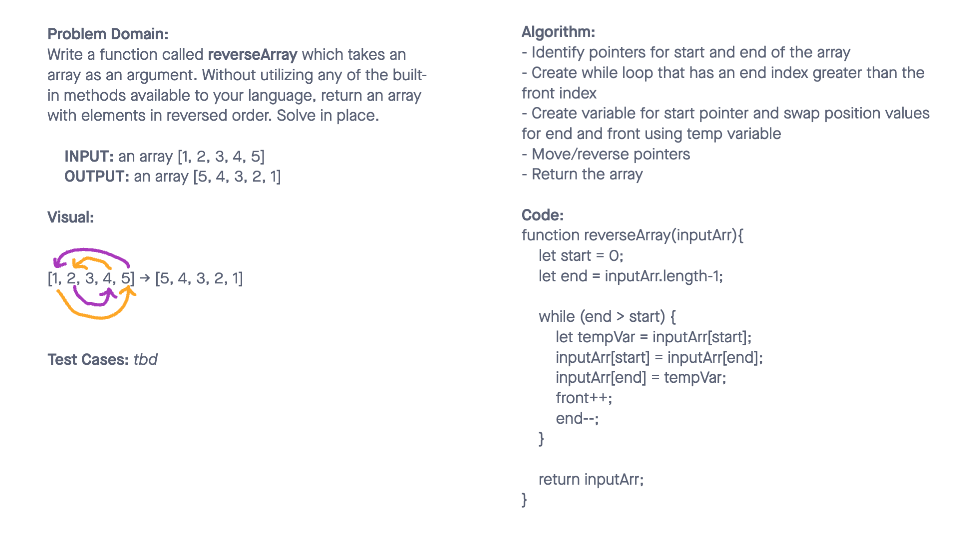 Problem Domain:
Write a function called reverseArray which takes an
array as an argument. Without utilizing any of the built-
in methods available to your language, return an array
with elements in reversed order. Solve in place.
INPUT: an array [1, 2, 3, 4, 5]
OUTPUT: an array [5, 4, 3, 2, 1]
Visual:
[1, 2, 3, 4, 5] → [5, 4, 3, 2, 1]
Test Cases: tbd
Algorithm:
- Identify pointers for start and end of the array
- Create while loop that has an end index greater than the
front index
- Create variable for start pointer and swap position values
for end and front using temp variable
- Move/reverse pointers
- Return the array
Code:
function reverseArray(inputArr){
let start = 0;
let end = inputArr.length-1;
while (end > start) {
let tempVar = inputArr[start];
inputArr[start] = inputArr[end];
inputArr[end] = tempVar;
front++;
end--;
}
return inputArr;
}